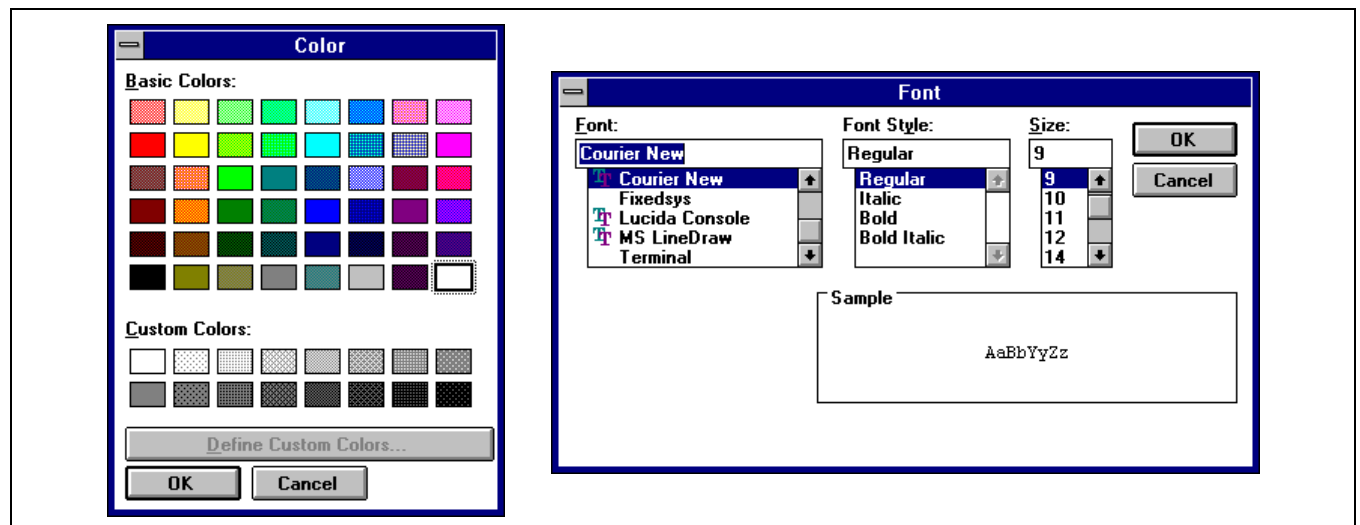 Color
Basic Colors:
Custom Colors:
Define Custom Colors...
OK Cancel
Font
Font: Font Style: Size:
Courier New Regular 9
Courier New Regular 9
Fixedsys Italic 10
Lucida Console Bold 11
MS LineDraw Bold Italic 12
Terminal 14
OK
Cancel
Sample
AaBbYyZz